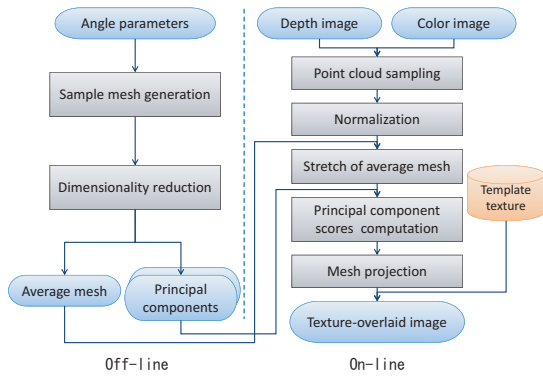 Angle parameters
Sample mesh generation
Dimensionality reduction
Average mesh
Principal
components
Off-line
Depth image
Color image
Point cloud sampling
Normalization
Stretch of average mesh
Principal component
scores computation
Mesh projection
Template
texture
Texture-overlaid image
On-line